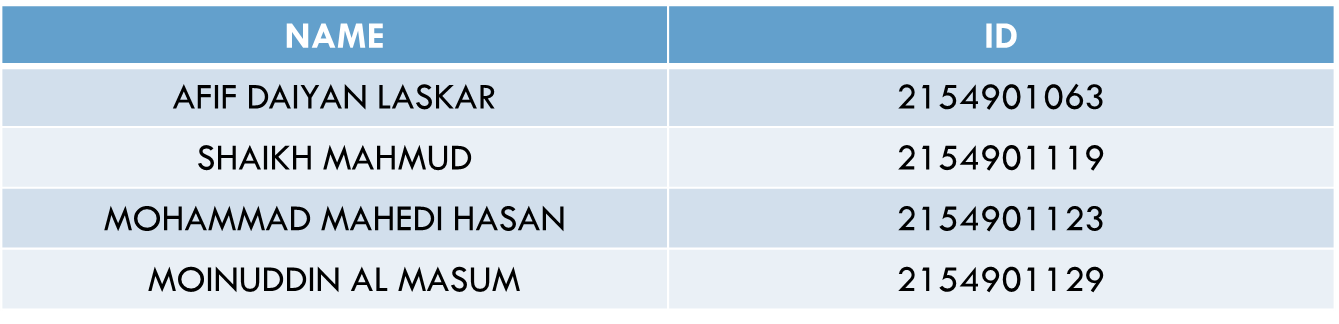 NAME ID
AFIF DAIYAN LASKAR 2154901063
SHAIKH MAHMUD 2154901119
MOHAMMAD MAHEDI HASAN 2154901123
MOINUDDIN AL MASUM 2154901129